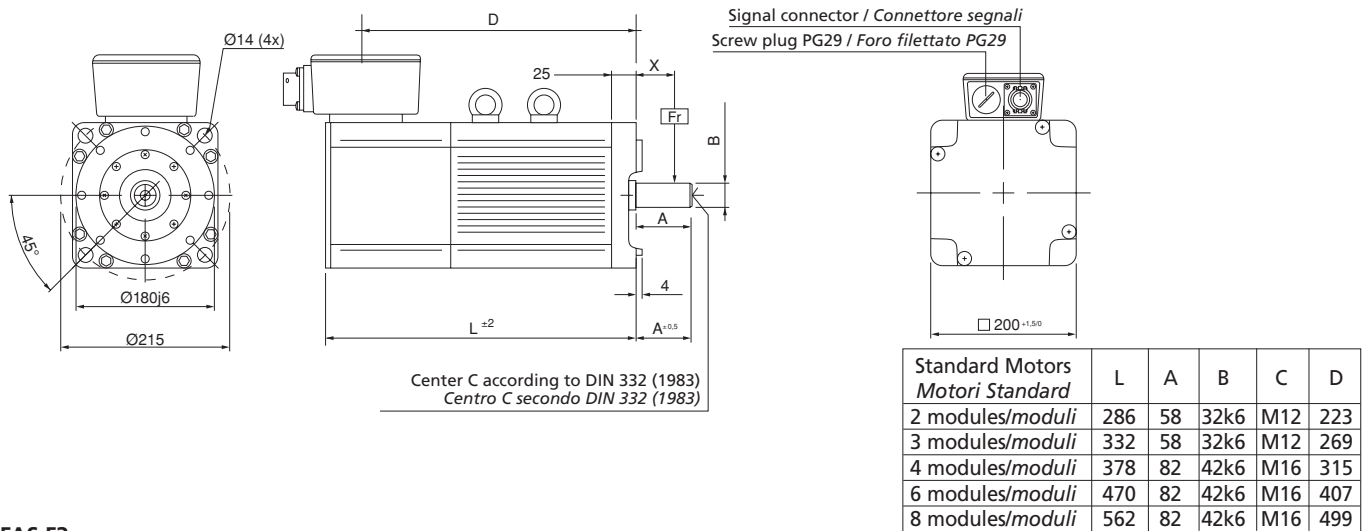 D
Signal connector / Connettore segnali
Ø14 (4x)
Screw plug PG29 / Foro filettato PG29
25
X
Fr
B
A
45°
4
Ø180j6
L ±2
A±0,5
□ 200 +1,5/0
Ø215
Center C according to DIN 332 (1983)
Centro C secondo DIN 332 (1983)
Standard Motors
Motori Standard
L A B C D
2 modules/moduli 286 58 32k6 M12 223
3 modules/moduli 332 58 32k6 M12 269
4 modules/moduli 378 82 42k6 M16 315
6 modules/moduli 470 82 42k6 M16 407
8 modules/moduli 562 82 42k6 M16 499